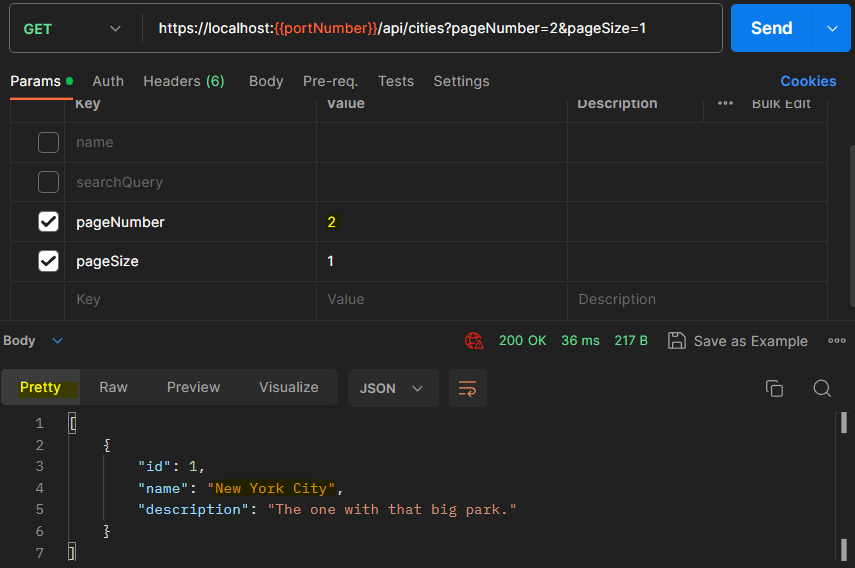 GET https://localhost:{{portNumber}}/api/cities?pageNumber=2&pageSize=1 Send
Params Auth Headers (6) Body Pre-req. Tests Settings Cookies
Key Value Description Bulk Edit
name
searchQuery
pageNumber 2
pageSize 1
Key Value Description
Body 200 OK 36 ms 217 B Save as Example
Pretty Raw Preview Visualize JSON
1 [
2 {
3 "id": 1,
4 "name": "New York City",
5 "description": "The one with that big park."
6 }
7 ]